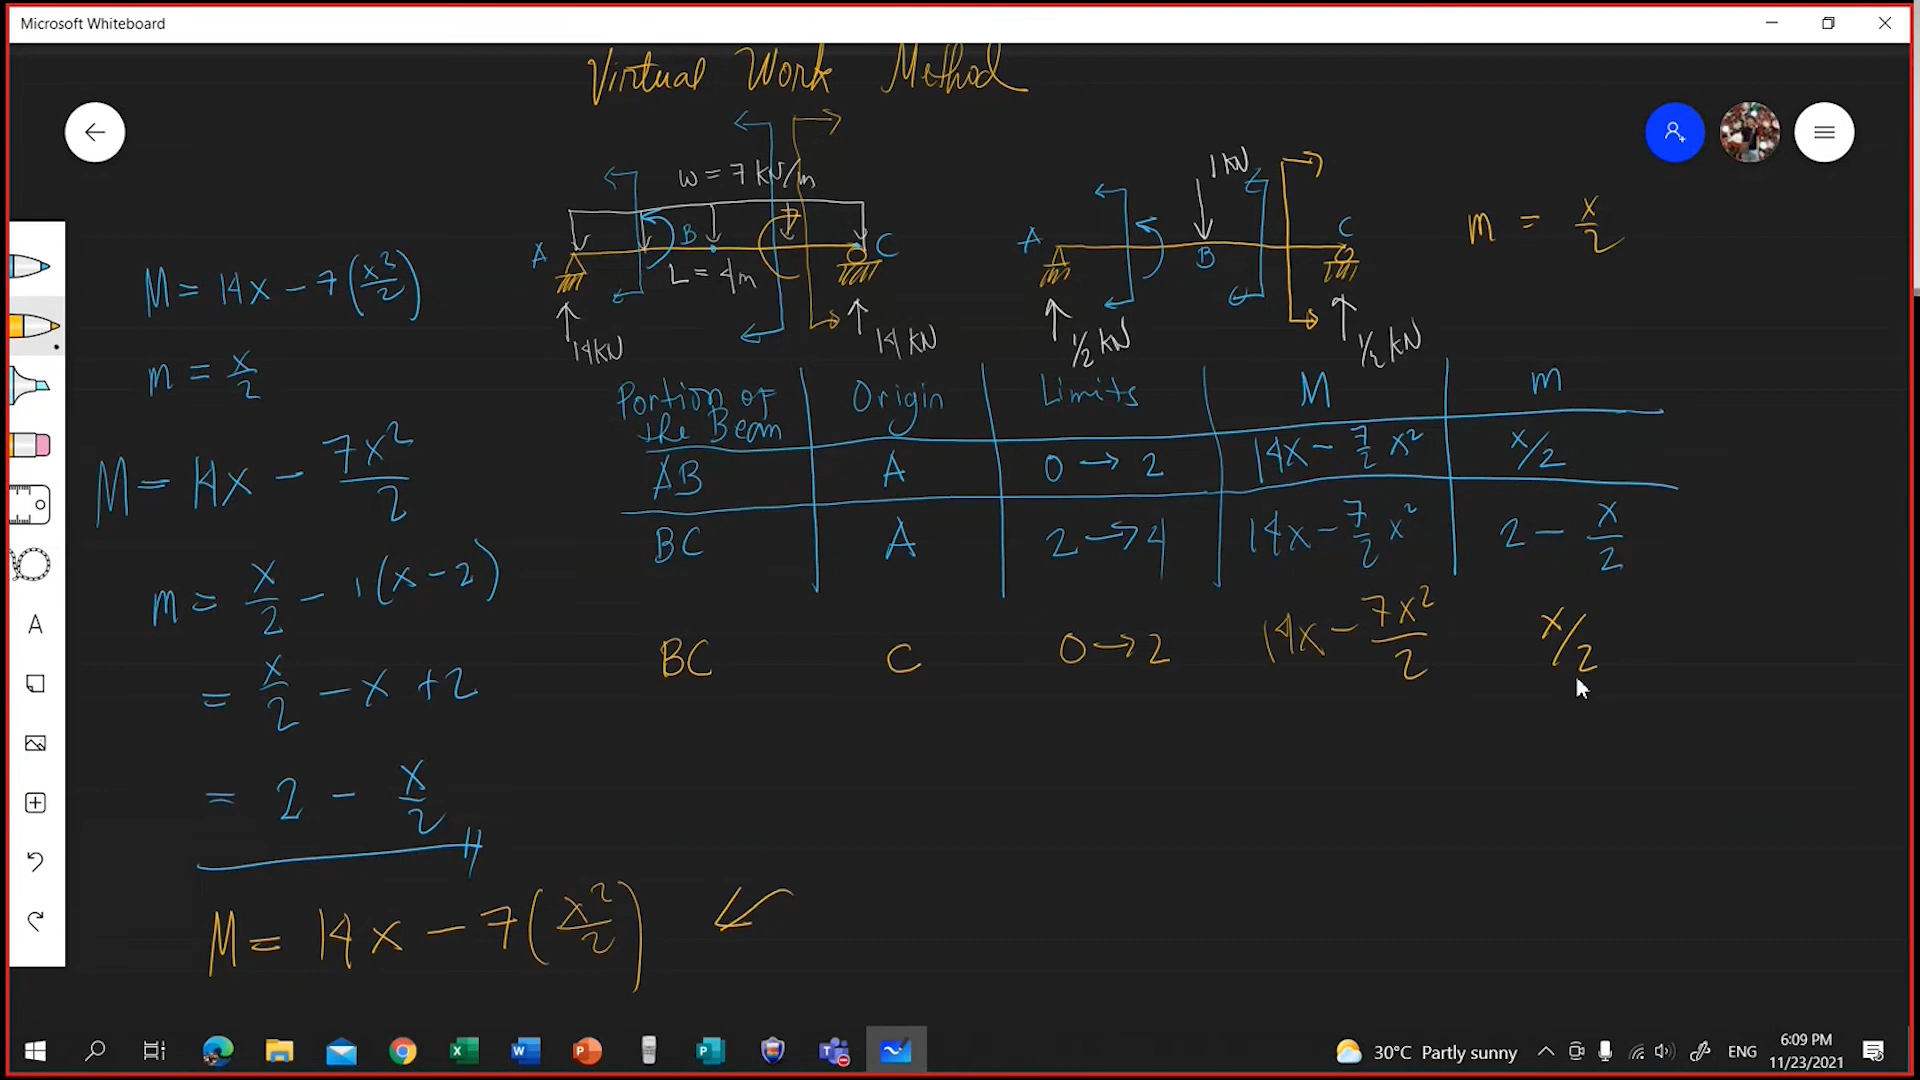 Microsoft Whiteboard
Virtual Work Method
w = 7 kN/m
A
B
C
L = 4m
14 kN
14 kN
1 kN
A
B
C
1/2 kN
1/2 kN
m = x/2
M = 14x - 7(x²/2)
m = x/2
M = 14x - 7x²/2
m = x/2 - 1(x-2)
= x/2 - x + 2
= 2 - x/2
M = 14x - 7(x²/2)
Portion of the Beam Origin Limits M m
AB A 0 → 2 14x - 7/2 x² x/2
BC A 2 → 4 14x - 7/2 x² 2 - x/2
BC C 0 → 2 14x - 7x²/2 x/2
A
30°C Partly sunny
ENG
6:09 PM
11/23/2021